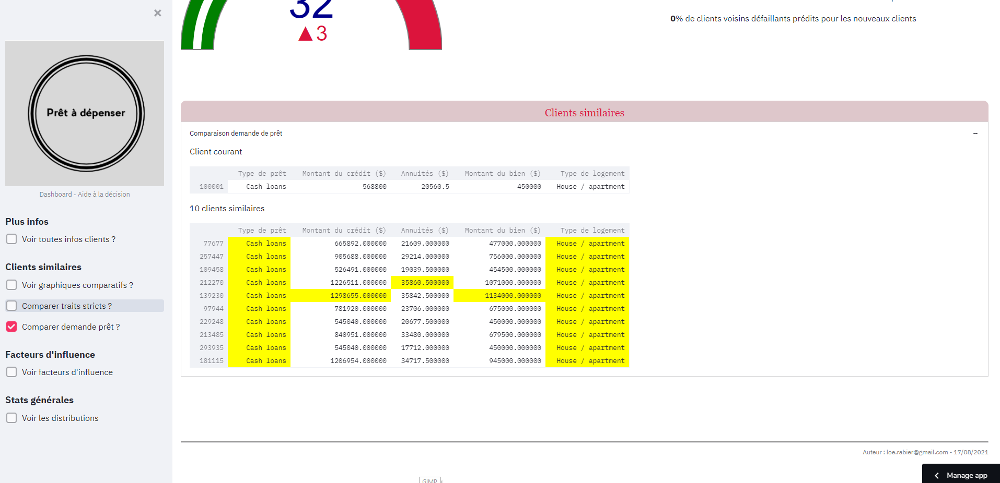 ×
Prêt à dépenser
Dashboard - Aide à la décision
Plus infos
Voir toutes infos clients ?
Clients similaires
Voir graphiques comparatifs ?
Comparer traits stricts ?
Comparer demande prêt ?
Facteurs d'influence
Voir facteurs d'influence
Stats générales
Voir les distributions
32
▲3
0% de clients voisins défaillants prédits pour les nouveaux clients
Clients similaires
Comparaison demande de prêt
Client courant
Type de prêt Montant du crédit ($) Annuités ($) Montant du bien ($) Type de logement
100001 Cash loans 568800 20560.5 450000 House / apartment
10 clients similaires
Type de prêt Montant du crédit ($) Annuités ($) Montant du bien ($) Type de logement
77677 Cash loans 665892.000000 21609.000000 477000.000000 House / apartment
257447 Cash loans 905688.000000 29214.000000 756000.000000 House / apartment
109458 Cash loans 526491.000000 19039.500000 454500.000000 House / apartment
212270 Cash loans 1226511.000000 35860.500000 1071000.000000 House / apartment
139230 Cash loans 1298655.000000 35842.500000 1134000.000000 House / apartment
97944 Cash loans 781920.000000 23706.000000 675000.000000 House / apartment
229248 Cash loans 545040.000000 20677.500000 450000.000000 House / apartment
213485 Cash loans 840951.000000 33480.000000 679500.000000 House / apartment
293935 Cash loans 545040.000000 17712.000000 450000.000000 House / apartment
181115 Cash loans 1206954.000000 34717.500000 945000.000000 House / apartment
Auteur : loe.rabier@gmail.com - 17/08/2021
Manage app
GIMP